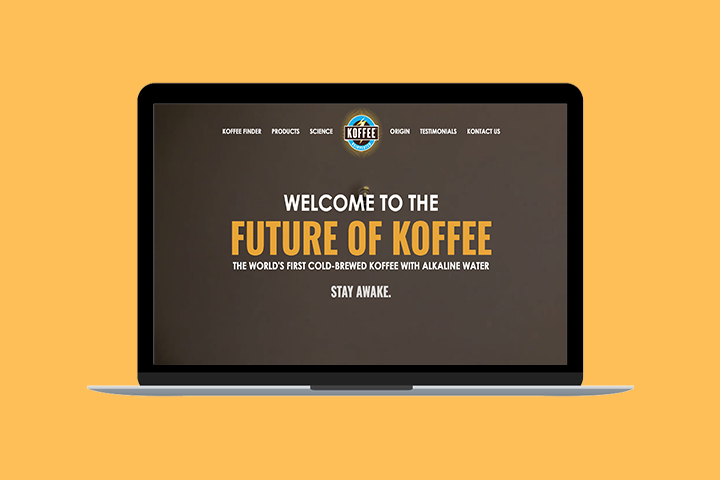 KOFFEE FINDER PRODUCTS SCIENCE KOFFEE ORIGIN TESTIMONIALS KONTACT US
WELCOME TO THE
FUTURE OF KOFFEE
THE WORLD'S FIRST COLD-BREWED KOFFEE WITH ALKALINE WATER
STAY AWAKE.